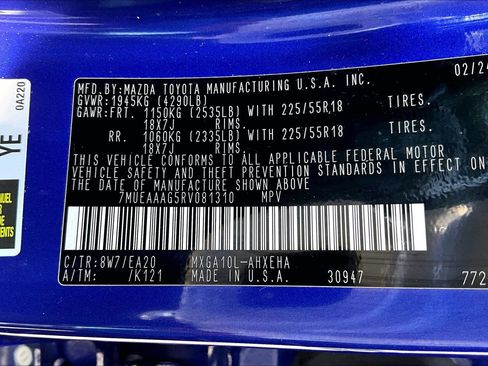 MFD.BY:MAZDA TOYOTA MANUFACTURING U.S.A. INC. 02/24
GVWR: 1945KG (4290LB)
GAWR:FRT. 1150KG (2535LB) WITH 225/55R18 TIRES.
18X7J RIMS.
RR. 1060KG (2335LB) WITH 225/55R18 TIRES.
18X7J RIMS.
THIS VEHICLE CONFORMS TO ALL APPLICABLE FEDERAL MOTOR
VEHICLE SAFETY AND THEFT PREVENTION STANDARDS IN
EFFECT ON THE DATE OF MANUFACTURE SHOWN ABOVE.
7MUEAAAG5RV081310 MPV
C/TR:8W7/EA20 MXGA10L-AHXEHA
A/TM: /K121 MADE IN U.S.A. 30947 772
0A220
YE